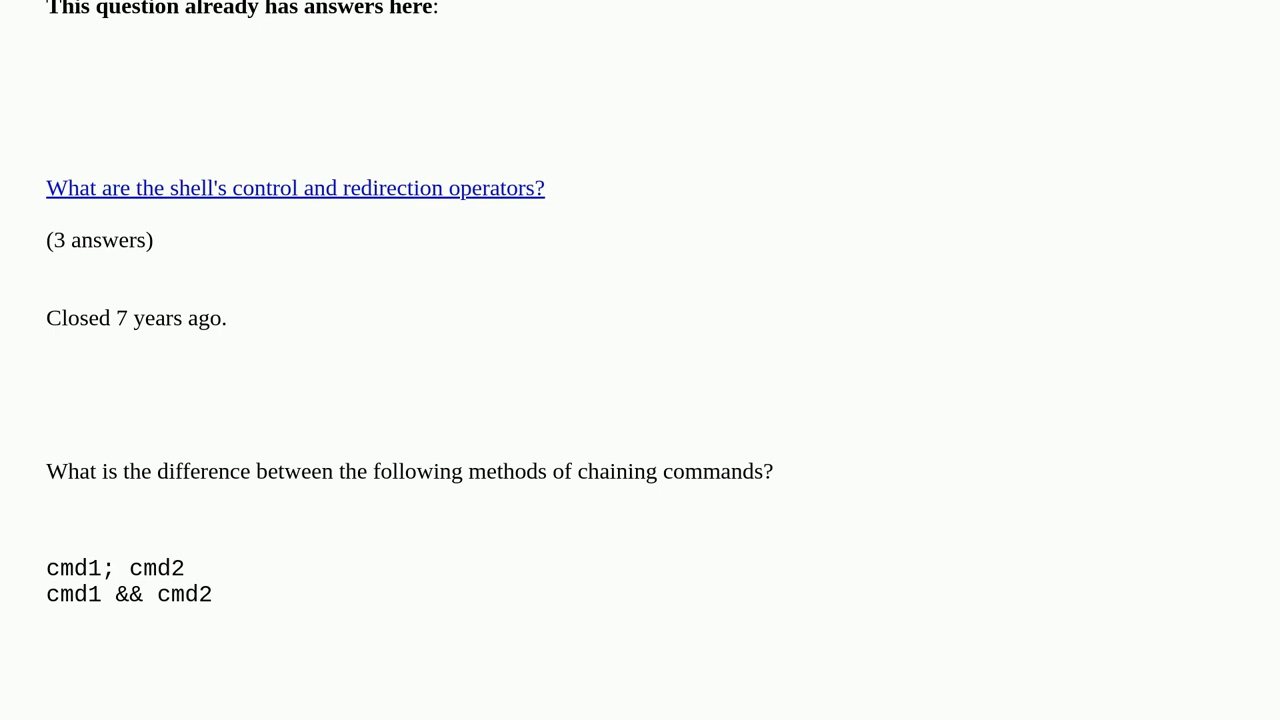 This question already has answers here:
What are the shell's control and redirection operators?
(3 answers)
Closed 7 years ago.
What is the difference between the following methods of chaining commands?
cmd1; cmd2
cmd1 && cmd2